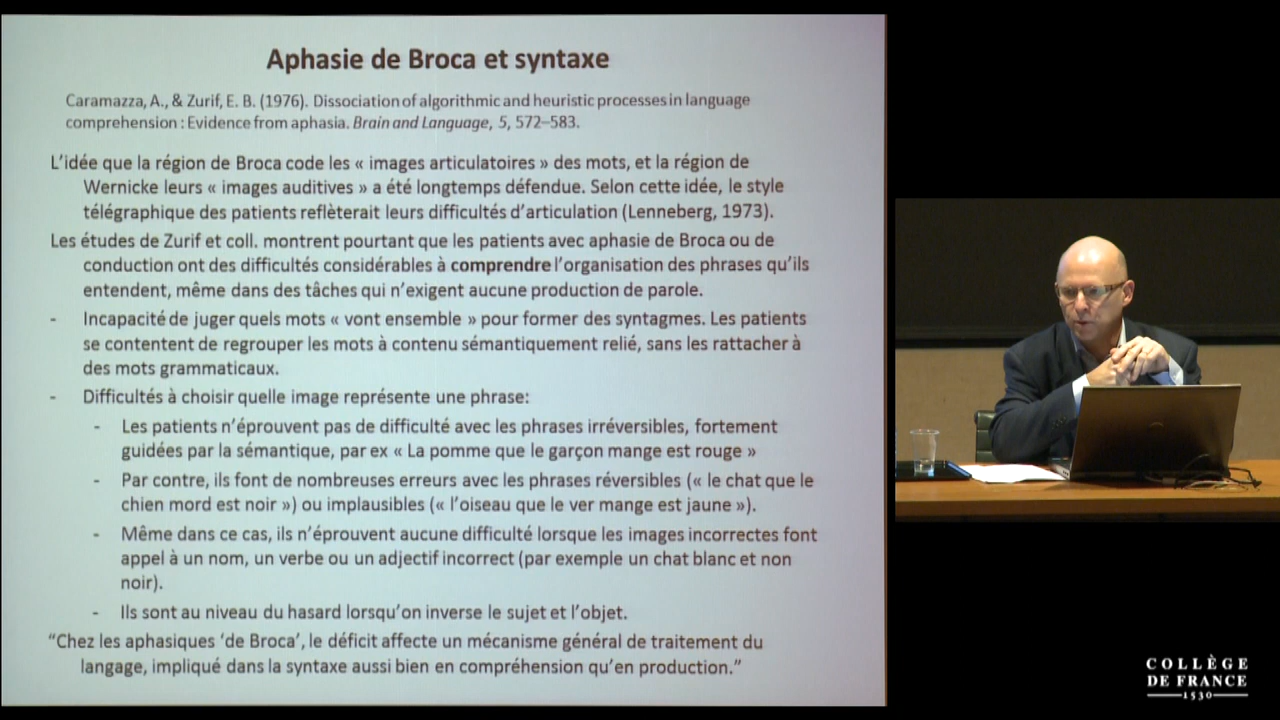 Aphasie de Broca et syntaxe
Caramazza, A., & Zurif, E. B. (1976). Dissociation of algorithmic and heuristic processes in language
comprehension : Evidence from aphasia. Brain and Language, 5, 572–583.
L'idée que la région de Broca code les « images articulatoires » des mots, et la région de
Wernicke leurs « images auditives » a été longtemps défendue. Selon cette idée, le style
télégraphique des patients reflèterait leurs difficultés d'articulation (Lenneberg, 1973).
Les études de Zurif et coll. montrent pourtant que les patients avec aphasie de Broca ou de
conduction ont des difficultés considérables à comprendre l'organisation des phrases qu'ils
entendent, même dans des tâches qui n'exigent aucune production de parole.
- Incapacité de juger quels mots « vont ensemble » pour former des syntagmes. Les patients
se contentent de regrouper les mots à contenu sémantiquement relié, sans les rattacher à
des mots grammaticaux.
- Difficultés à choisir quelle image représente une phrase:
- Les patients n'éprouvent pas de difficulté avec les phrases irréversibles, fortement
guidées par la sémantique, par ex « La pomme que le garçon mange est rouge »
- Par contre, ils font de nombreuses erreurs avec les phrases réversibles (« le chat que le
chien mord est noir ») ou implausibles (« l'oiseau que le ver mange est jaune »).
- Même dans ce cas, ils n'éprouvent aucune difficulté lorsque les images incorrectes font
appel à un nom, un verbe ou un adjectif incorrect (par exemple un chat blanc et non
noir).
- Ils sont au niveau du hasard lorsqu'on inverse le sujet et l'objet.
"Chez les aphasiques 'de Broca', le déficit affecte un mécanisme général de traitement du
langage, impliqué dans la syntaxe aussi bien en compréhension qu'en production."
COLLÈGE
DE FRANCE
1530